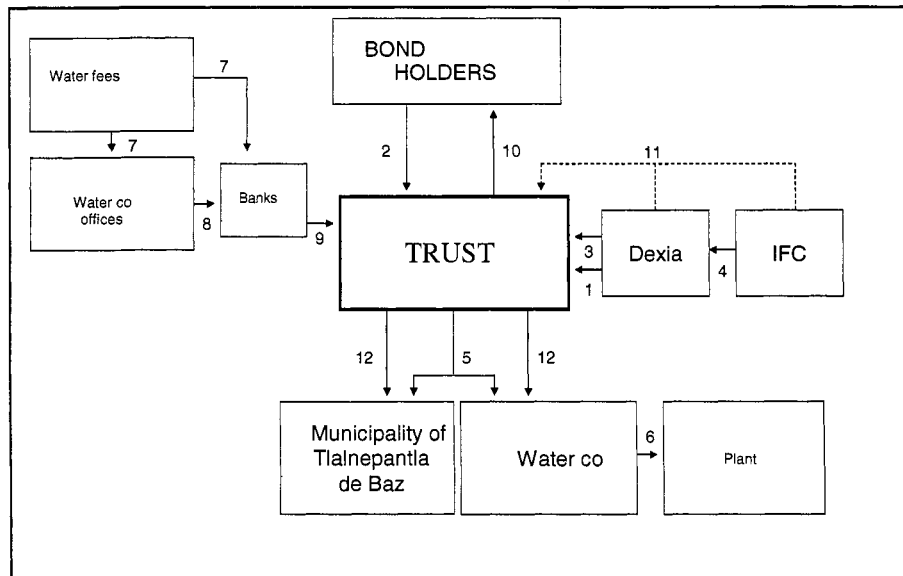 BOND
HOLDERS
Water fees
7
7
2
10
11
Water co
offices
8
Banks
9
TRUST
3
1
Dexia
4
IFC
12
5
12
Municipality of
Tlalnepantla
de Baz
Water co
6
Plant